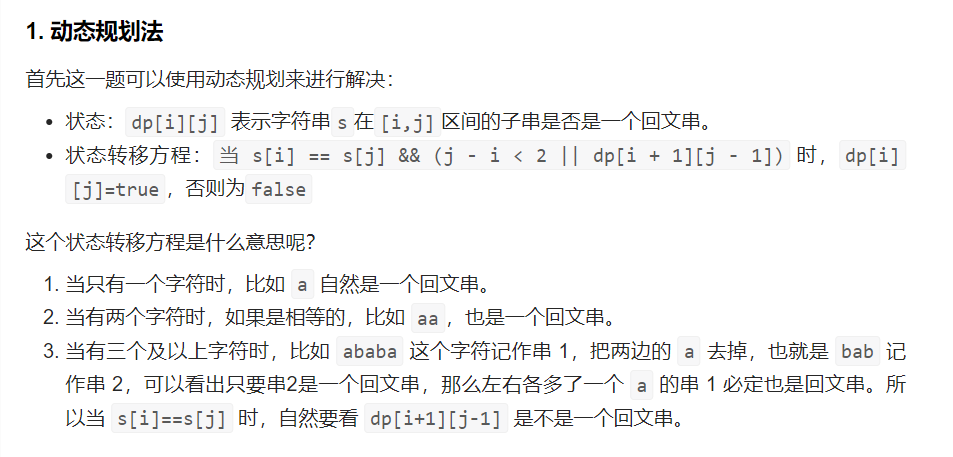 1. 动态规划法
首先这一题可以使用动态规划来进行解决：
• 状态：dp[i][j] 表示字符串s在[i,j]区间的子串是否是一个回文串。
• 状态转移方程：当 s[i] == s[j] && (j - i < 2 || dp[i + 1][j - 1]) 时，dp[i]
[j]=true，否则为false
这个状态转移方程是什么意思呢？
1. 当只有一个字符时，比如 a 自然是一个回文串。
2. 当有两个字符时，如果是相等的，比如 aa，也是一个回文串。
3. 当有三个及以上字符时，比如 ababa 这个字符记作串 1，把两边的 a 去掉，也就是 bab 记
作串 2，可以看出只要串2是一个回文串，那么左右各多了一个 a 的串 1 必定也是回文串。所
以当 s[i]==s[j] 时，自然要看 dp[i+1][j-1] 是不是一个回文串。